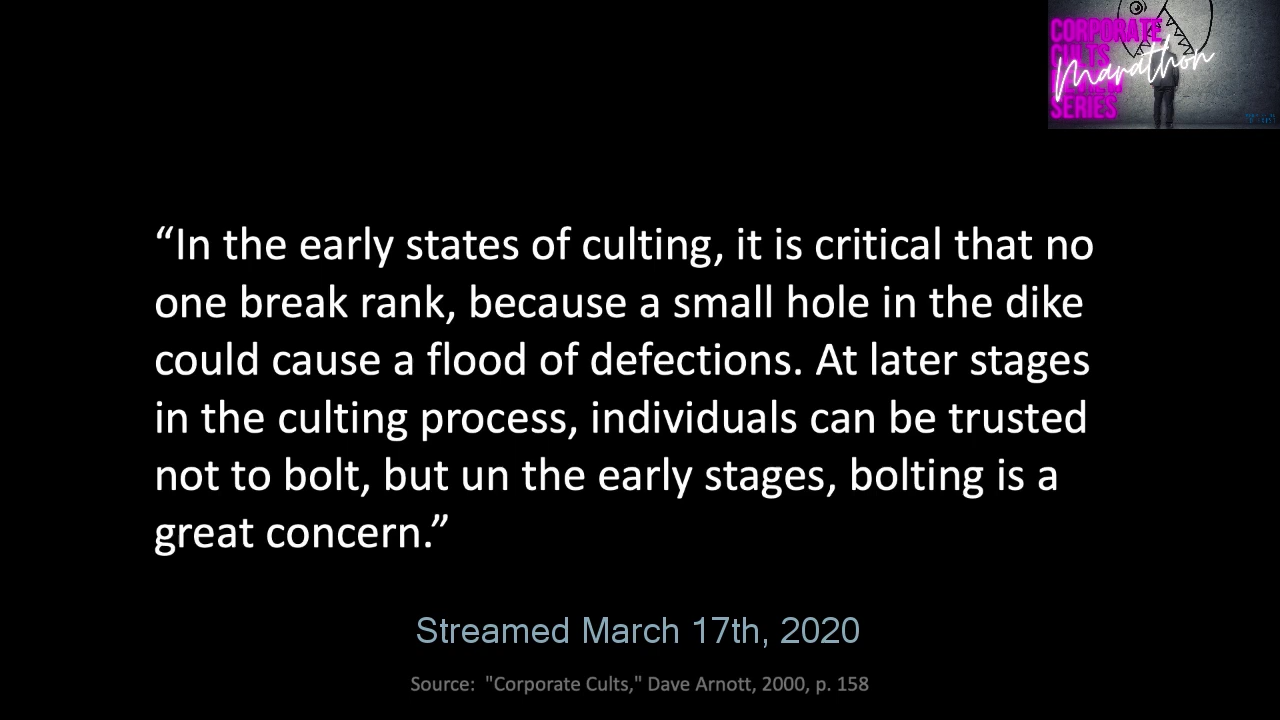 CORPORATE
CULTS
Marathon
SERIES
“In the early states of culting, it is critical that no
one break rank, because a small hole in the dike
could cause a flood of defections. At later stages
in the culting process, individuals can be trusted
not to bolt, but un the early stages, bolting is a
great concern.”
Streamed March 17th, 2020
Source:  "Corporate Cults," Dave Arnott, 2000, p. 158